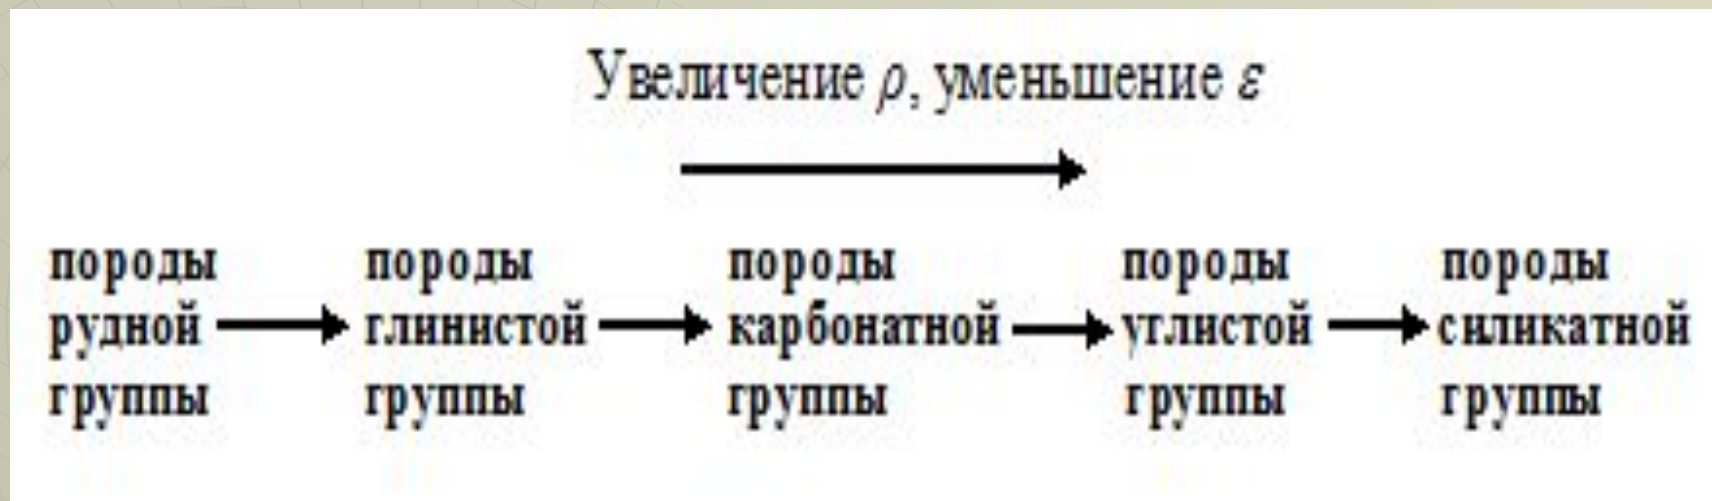 Увеличение ρ, уменьшение ε
породы
рудной
группы
породы
глинистой
группы
породы
карбонатной
группы
породы
углистой
группы
породы
силикатной
группы